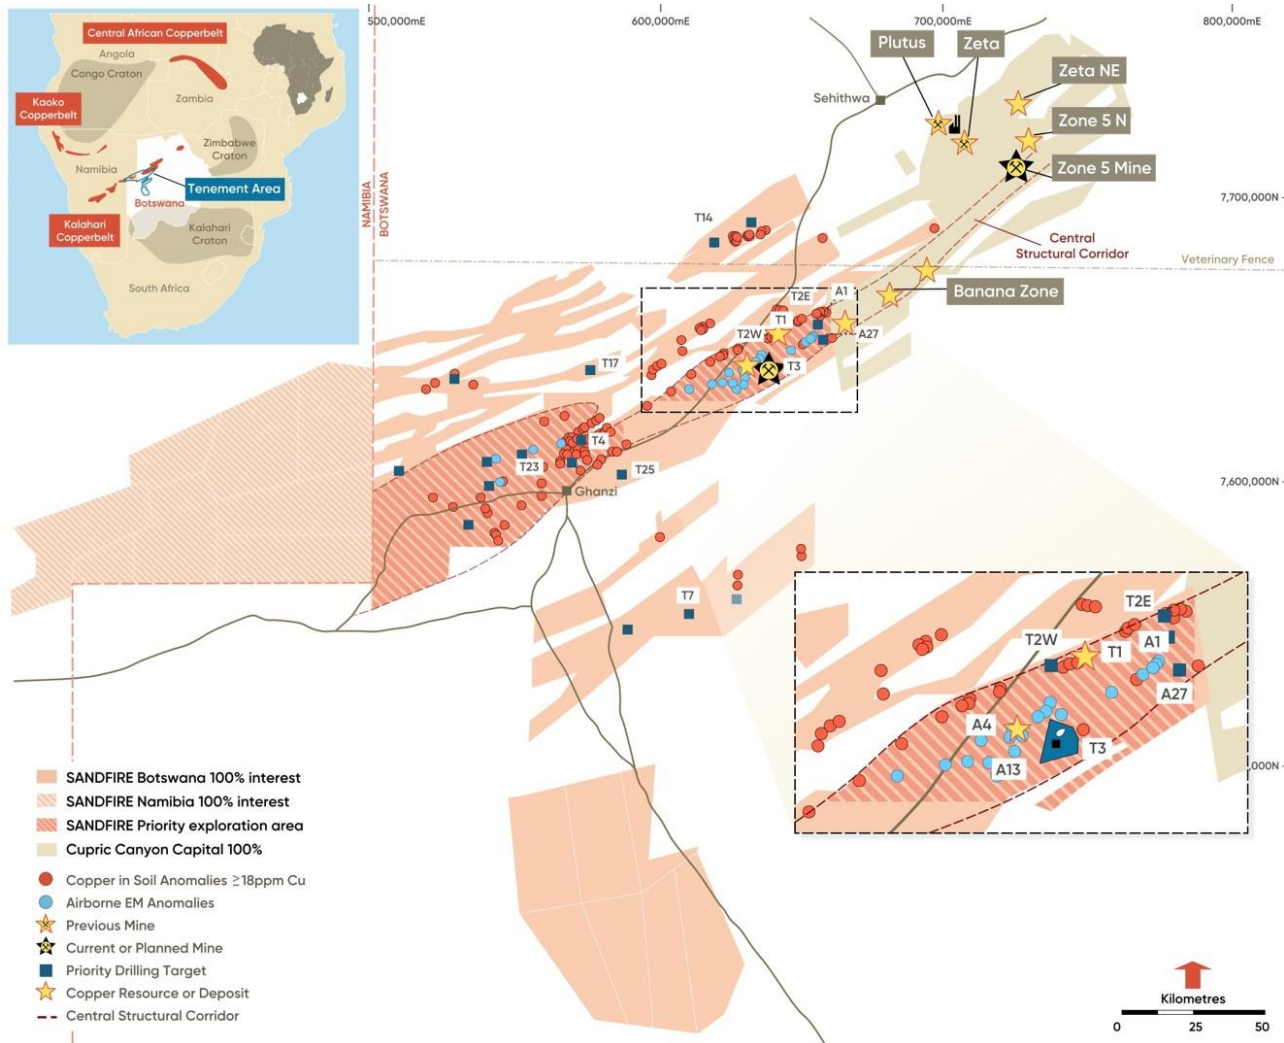 500,000mE
600,000mE
700,000mE
800,000mE
Central African Copperbelt
Angola
Congo Craton
Zambia
Kaoko
Copperbelt
Zimbabwe
Craton
Namibia
Tenement Area
Botswana
Kalahari
Copperbelt
Kalahari
Craton
South Africa
NAMIBIA
BOTSWANA
Plutus
Zeta
Zeta NE
Sehithwa
Zone 5 N
Zone 5 Mine
7,700,000N
T14
Central
Structural Corridor
Veterinary Fence
Banana Zone
T2E
A1
T1
T2W
A27
T3
T17
T4
T23
T25
Ghanzi
7,600,000N
T7
T2E
T2W
T1
A1
A27
A4
T3
A13
000N
SANDFIRE Botswana 100% interest
SANDFIRE Namibia 100% interest
SANDFIRE Priority exploration area
Cupric Canyon Capital 100%
Copper in Soil Anomalies ≥18ppm Cu
Airborne EM Anomalies
Previous Mine
Current or Planned Mine
Priority Drilling Target
Copper Resource or Deposit
Central Structural Corridor
Kilometres
0 25 50